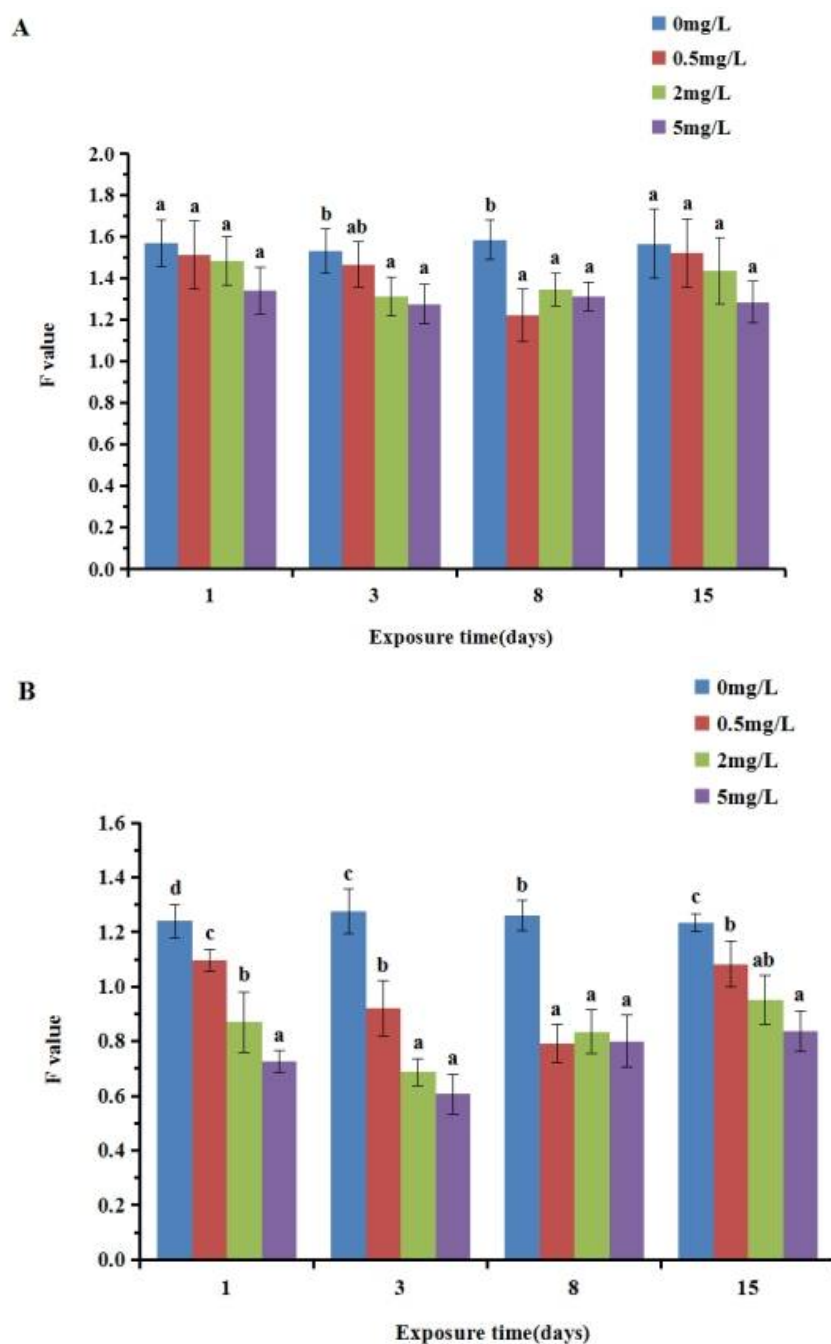 A
0mg/L
0.5mg/L
2mg/L
5mg/L
2.0
1.8
1.6
1.4
1.2
1.0
0.8
0.6
0.4
0.2
0.0
F value
a a a a
b ab a a
b a a a
a a a a
1 3 8 15
Exposure time(days)
B
0mg/L
0.5mg/L
2mg/L
5mg/L
1.6
1.4
1.2
1.0
0.8
0.6
0.4
0.2
0.0
F value
d c b a
c b a a
b a a a
c b ab a
1 3 8 15
Exposure time(days)